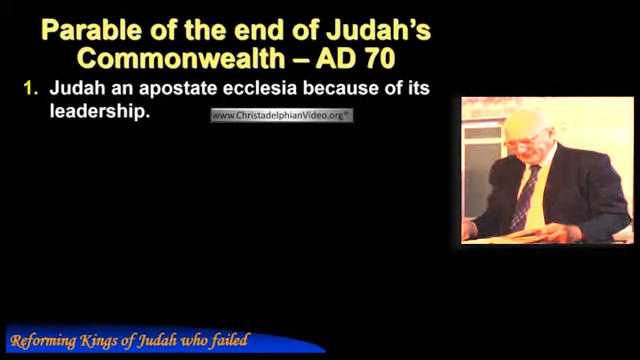 Parable of the end of Judah's
Commonwealth – AD 70
1. Judah an apostate ecclesia because of its
leadership.
www.ChristadelphianVideo.org®
Reforming Kings of Judah who failed